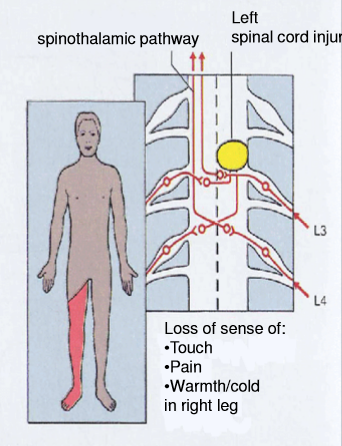 Left
spinothalamic pathway
spinal cord injur
L3
L4
Loss of sense of:
•Touch
•Pain
•Warmth/cold
in right leg